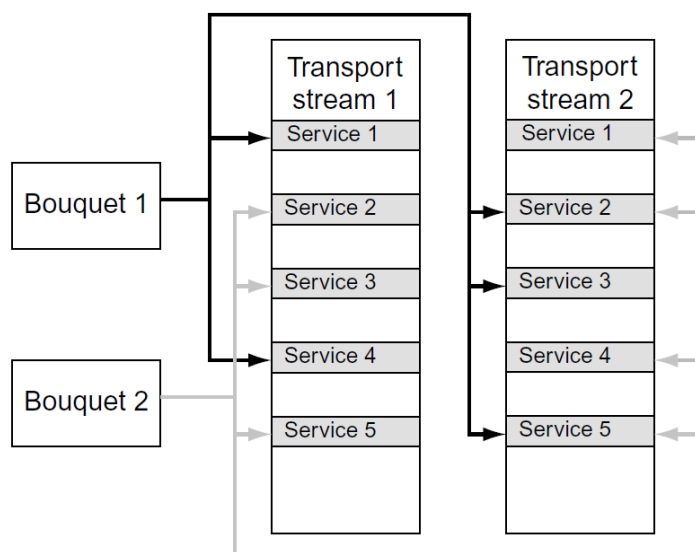 Transport
stream 1
Service 1
Service 2
Service 3
Service 4
Service 5
Transport
stream 2
Service 1
Service 2
Service 3
Service 4
Service 5
Bouquet 1
Bouquet 2